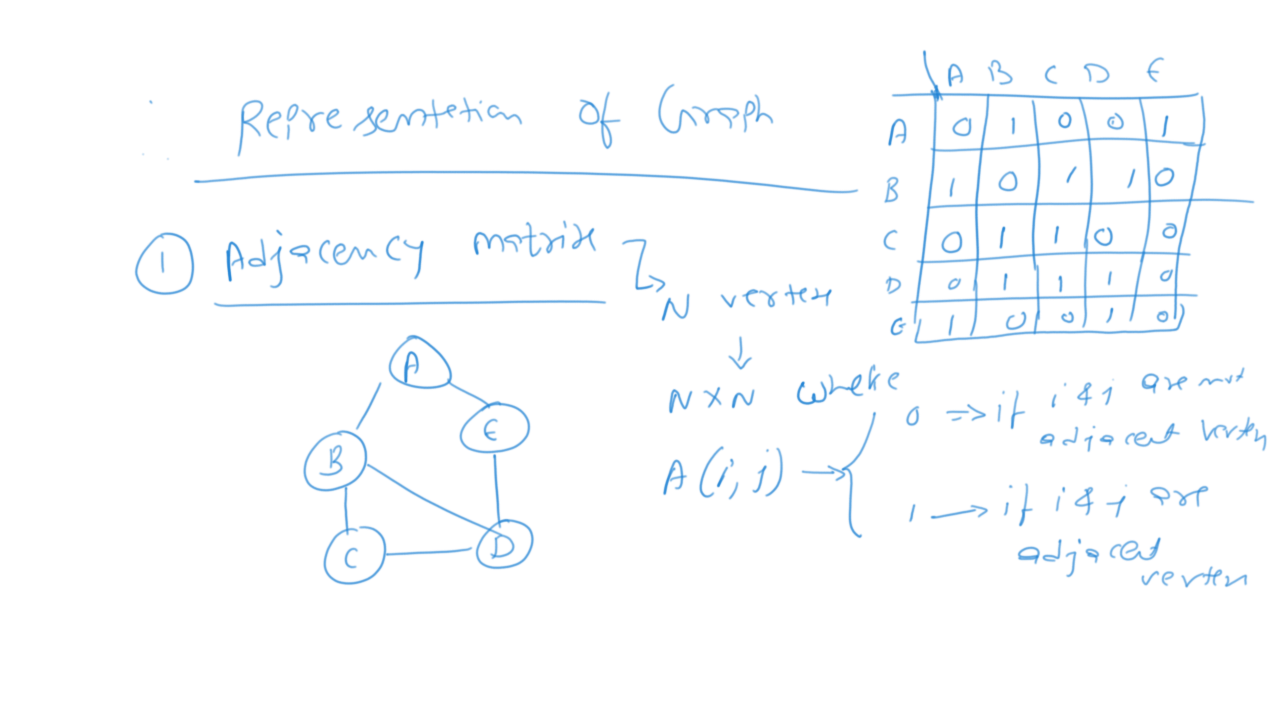 Representetion of Graph
① Adjacency matrix
N vertex
N X N where
A (i, j) →
0 => if i & j are not
adjacent vertex
1 → if i & j are
adjacent
vertex
A B C D E
A 0 1 0 0 1
B 1 0 1 1 0
C 0 1 1 0 0
D 0 1 1 1 0
E 1 0 0 1 0
A
E
B
C
D